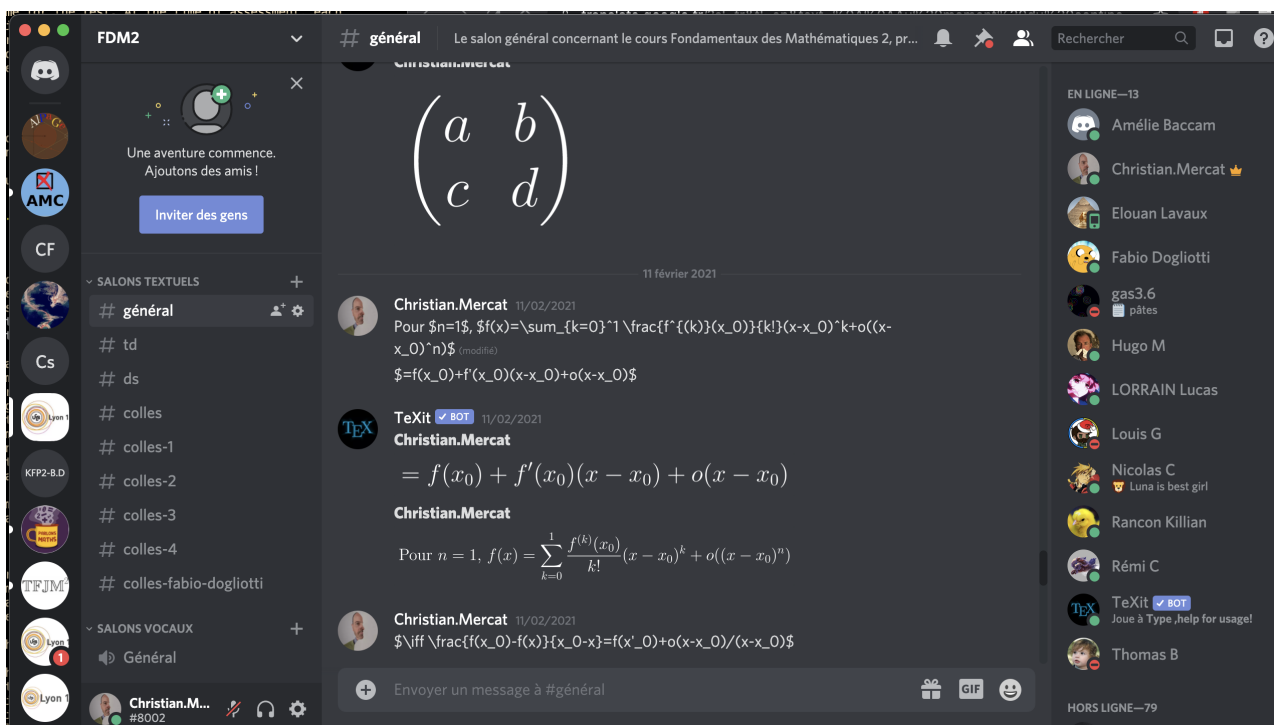 FDM2
général
Le salon général concernant le cours Fondamentaux des Mathématiques 2, pr...
Rechercher
AMC
CF
Cs
Lyon 1
KFP2-B.D
TFJM²
Lyon 1
1
Lyon 1
Une aventure commence.
Ajoutons des amis !
Inviter des gens
SALONS TEXTUELS
# général
# td
# ds
# colles
# colles-1
# colles-2
# colles-3
# colles-4
# colles-fabio-dogliotti
SALONS VOCAUX
Général
Christian.M...
#8002
Christian.Mercat
a b
c d
11 février 2021
Christian.Mercat 11/02/2021
Pour $n=1$, $f(x)=\sum_{k=0}^1 \frac{f^{(k)}(x_0)}{k!}(x-x_0)^k+o((x-
x_0)^n)$ (modifié)
$=f(x_0)+f'(x_0)(x-x_0)+o(x-x_0)$
TeXit BOT 11/02/2021
Christian.Mercat
= f(x₀) + f′(x₀)(x − x₀) + o(x − x₀)
Christian.Mercat
Pour n = 1, f(x) = ∑_{k=0}^{1} f^{(k)}(x₀)/k! (x − x₀)^k + o((x − x₀)^n)
Christian.Mercat 11/02/2021
$\iff \frac{f(x_0)-f(x)}{x_0-x}=f(x'_0)+o(x-x_0)/(x-x_0)$
Envoyer un message à #général
GIF
EN LIGNE—13
Amélie Baccam
Christian.Mercat
Elouan Lavaux
Fabio Dogliotti
gas3.6
pâtes
Hugo M
LORRAIN Lucas
Louis G
Nicolas C
Luna is best girl
Rancon Killian
Rémi C
TeXit BOT
Joue à Type ,help for usage!
Thomas B
HORS LIGNE—79